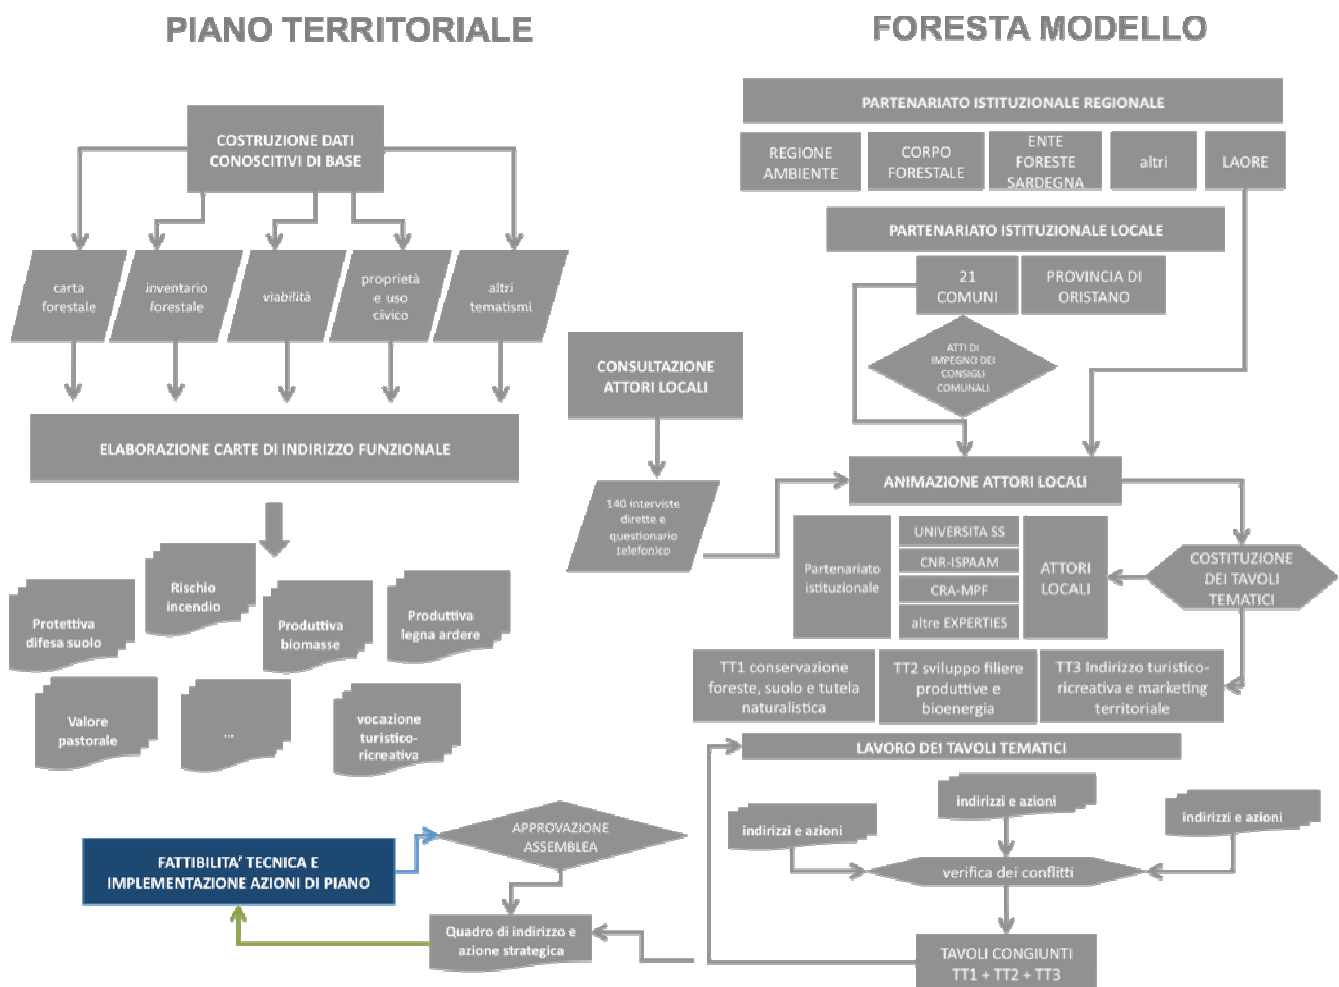 PIANO TERRITORIALE
COSTRUZIONE DATI
CONOSCITIVI DI BASE
carta
forestale
inventario
forestale
viabilità
proprietà
e uso
civico
altri
tematismi
ELABORAZIONE CARTE DI INDIRIZZO FUNZIONALE
Protettiva
difesa suolo
Rischio
incendio
Produttiva
biomasse
Produttiva
legna ardere
Valore
pastorale
...
vocazione
turistico-
ricreativa
FATTIBILITA' TECNICA E
IMPLEMENTAZIONE AZIONI DI PIANO
APPROVAZIONE
ASSEMBLEA
Quadro di indirizzo e
azione strategica
CONSULTAZIONE
ATTORI LOCALI
140 interviste
dirette e
questionario
telefonico
FORESTA MODELLO
PARTENARIATO ISTITUZIONALE REGIONALE
REGIONE
AMBIENTE
CORPO
FORESTALE
ENTE
FORESTE
SARDEGNA
altri
LAORE
PARTENARIATO ISTITUZIONALE LOCALE
21
COMUNI
PROVINCIA DI
ORISTANO
ATTI DI
IMPEGNO DEI
CONSIGLI
COMUNALI
ANIMAZIONE ATTORI LOCALI
Partenariato
istituzionale
UNIVERSITA SS
CNR-ISPAAM
CRA-MPF
altre EXPERTIES
ATTORI
LOCALI
COSTITUZIONE
DEI TAVOLI
TEMATICI
TT1 conservazione
foreste, suolo e tutela
naturalistica
TT2 sviluppo filiere
produttive e
bioenergia
TT3 Indirizzo turistico-
ricreativa e marketing
territoriale
LAVORO DEI TAVOLI TEMATICI
indirizzi e azioni
indirizzi e azioni
indirizzi e azioni
verifica dei conflitti
TAVOLI CONGIUNTI
TT1 + TT2 + TT3